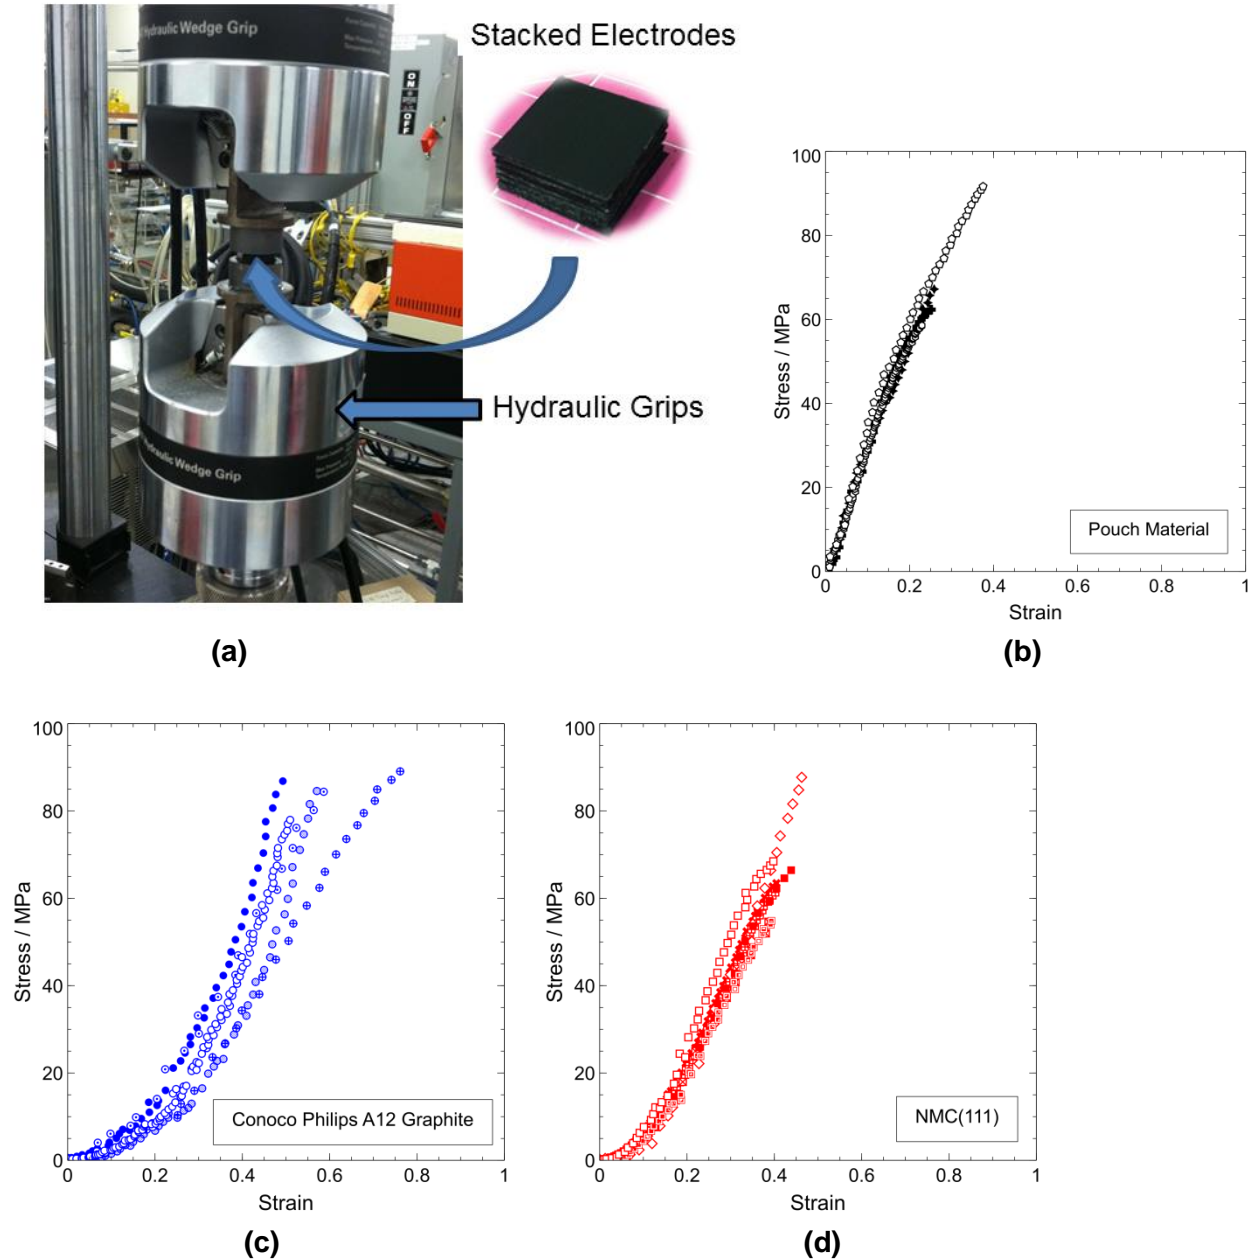 Hydraulic Wedge Grip
ON
OFF
Stacked Electrodes
Hydraulic Grips
Hydraulic Wedge Grip
(a)
100
80
60
40
20
0
Stress / MPa
Pouch Material
0 0.2 0.4 0.6 0.8 1
Strain
(b)
100
80
60
40
20
0
Stress / MPa
Conoco Philips A12 Graphite
0 0.2 0.4 0.6 0.8 1
Strain
(c)
100
80
60
40
20
0
Stress / MPa
NMC(111)
0 0.2 0.4 0.6 0.8 1
Strain
(d)